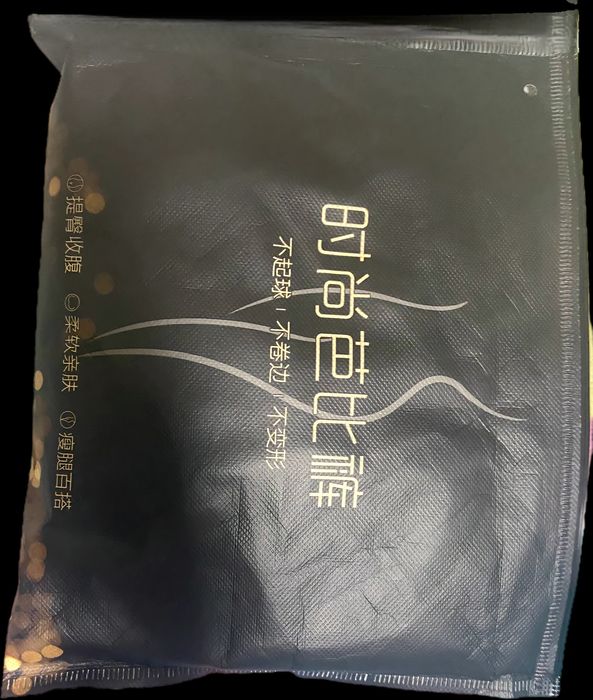 时尚芭比裤
不起球 | 不卷边 | 不变形
提臀收腹 柔软亲肤 瘦腿百搭